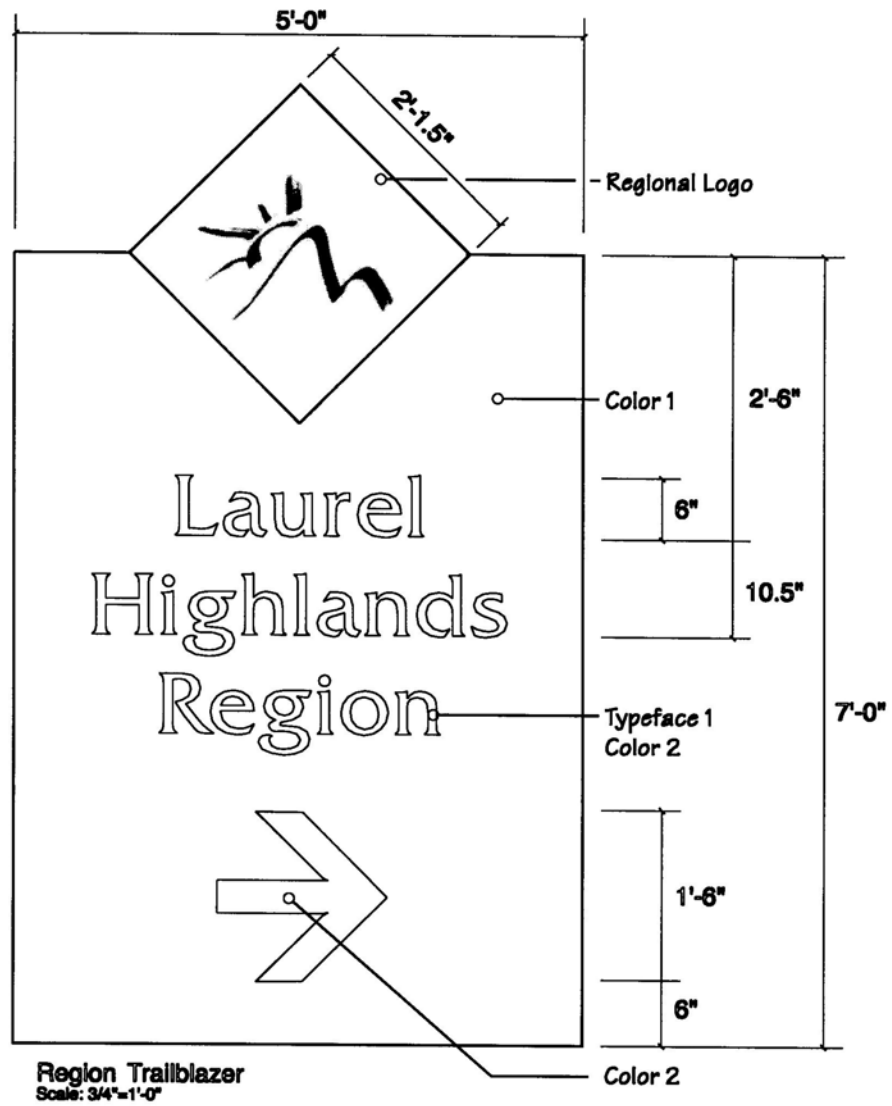 5'-0"
2'-1.5"
Regional Logo
Color 1
2'-6"
6"
Laurel
Highlands
Region
10.5"
Typeface 1
Color 2
7'-0"
1'-6"
6"
Region Trailblazer
Scale: 3/4"=1'-0"
Color 2